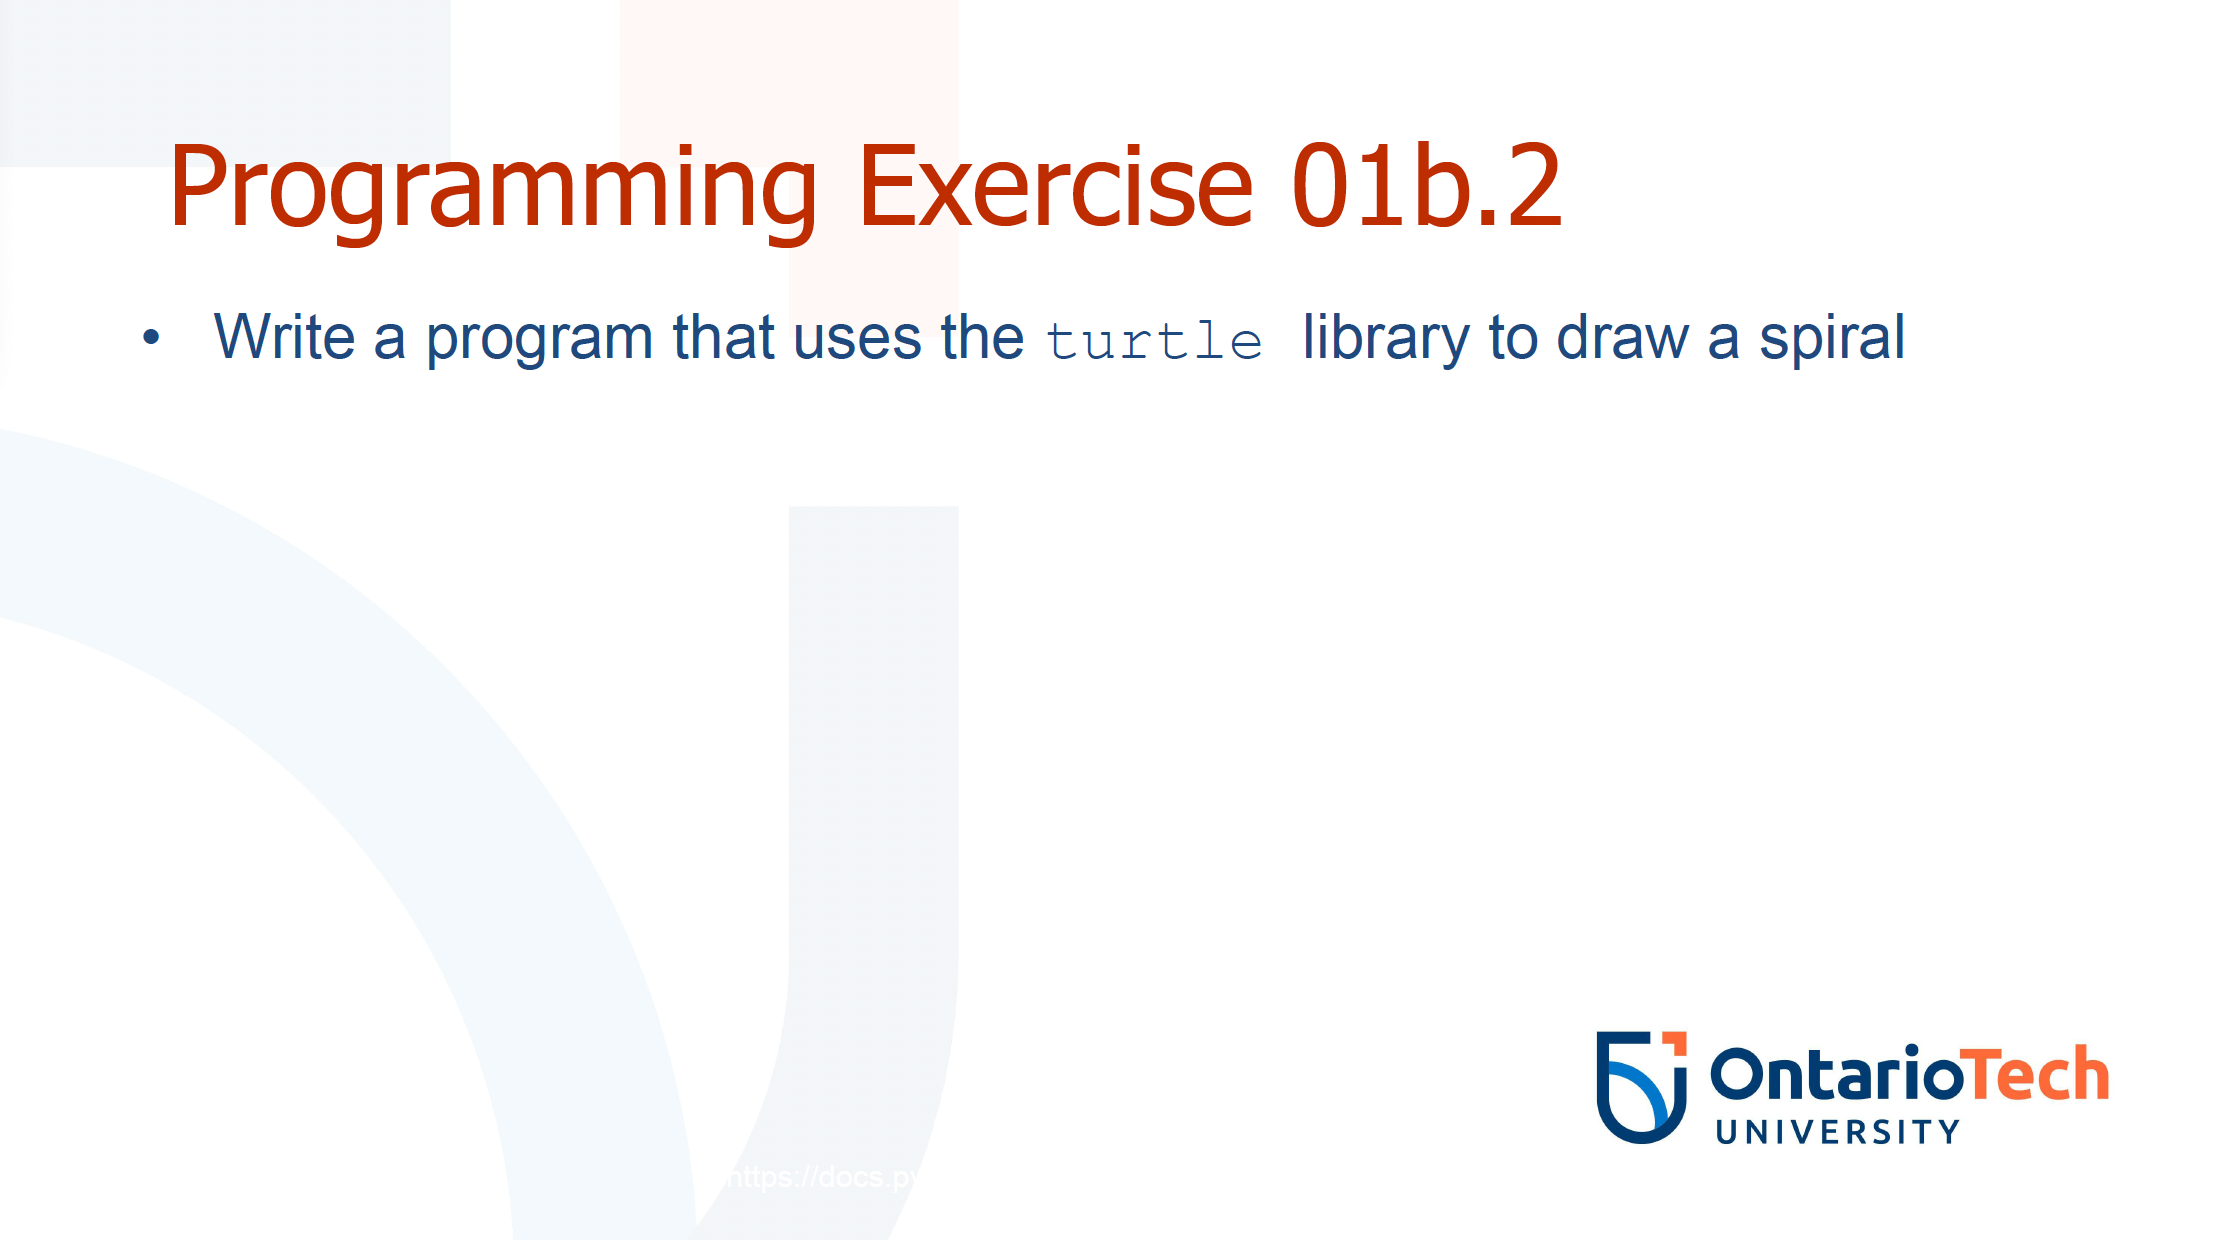 Programming Exercise 01b.2
• Write a program that uses the turtle library to draw a spiral
OntarioTech
UNIVERSITY
https://docs.py